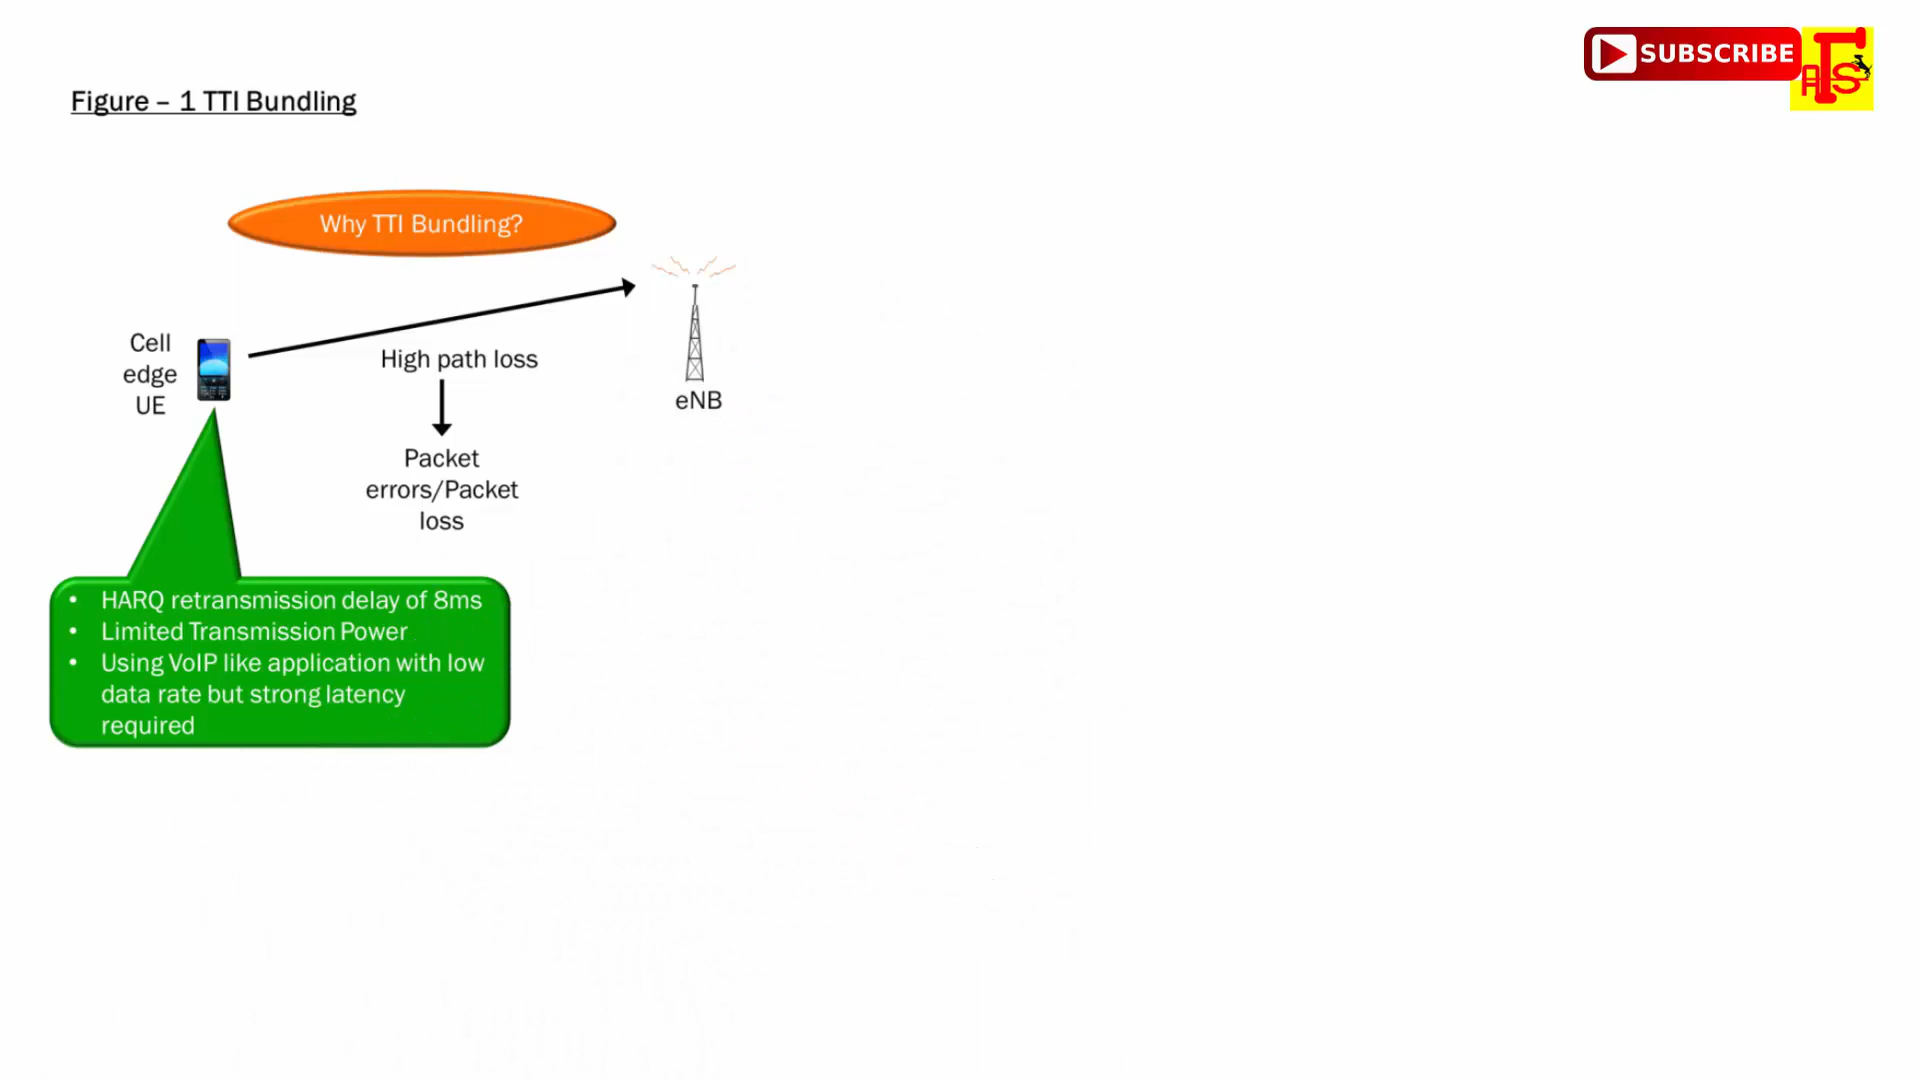 SUBSCRIBE
Figure – 1 TTI Bundling
Why TTI Bundling?
Cell
edge
UE
High path loss
eNB
Packet
errors/Packet
loss
• HARQ retransmission delay of 8ms
• Limited Transmission Power
• Using VoIP like application with low
data rate but strong latency
required